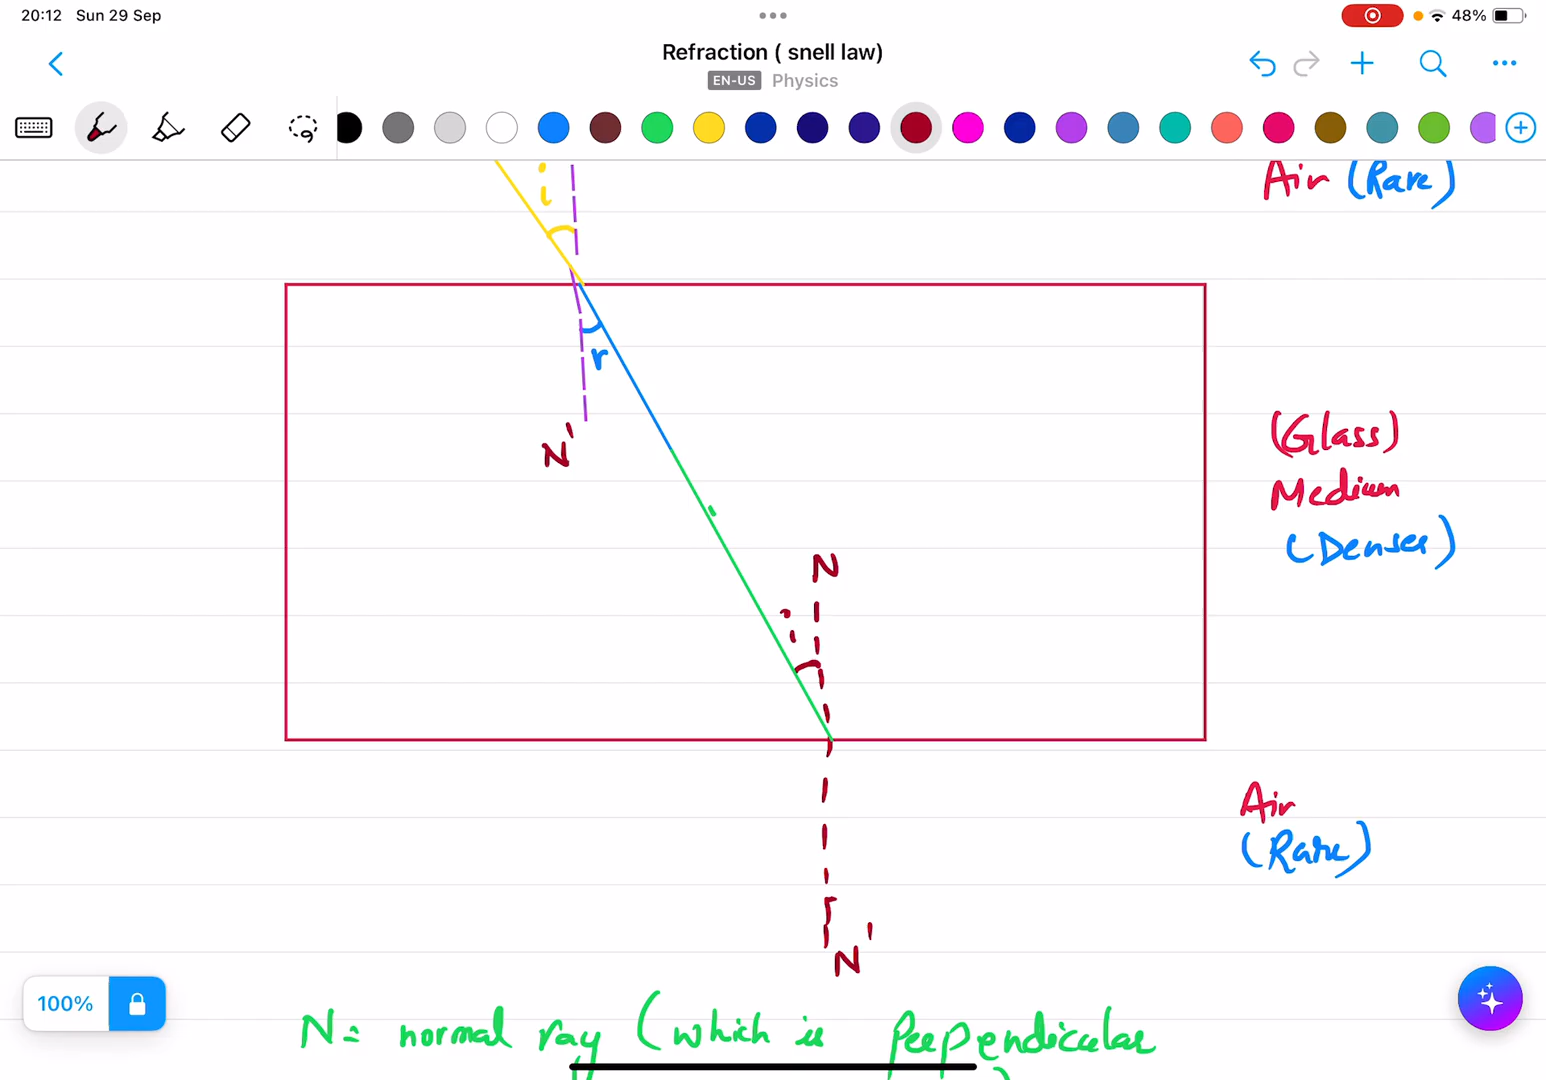 20:12 Sun 29 Sep
48%
Refraction ( snell law)
EN-US Physics
i
Air (Rare)
r
N'
(Glass)
Medium
(Denser)
N
i
Air
(Rare)
N'
100%
N= normal ray (which is Perpendicular